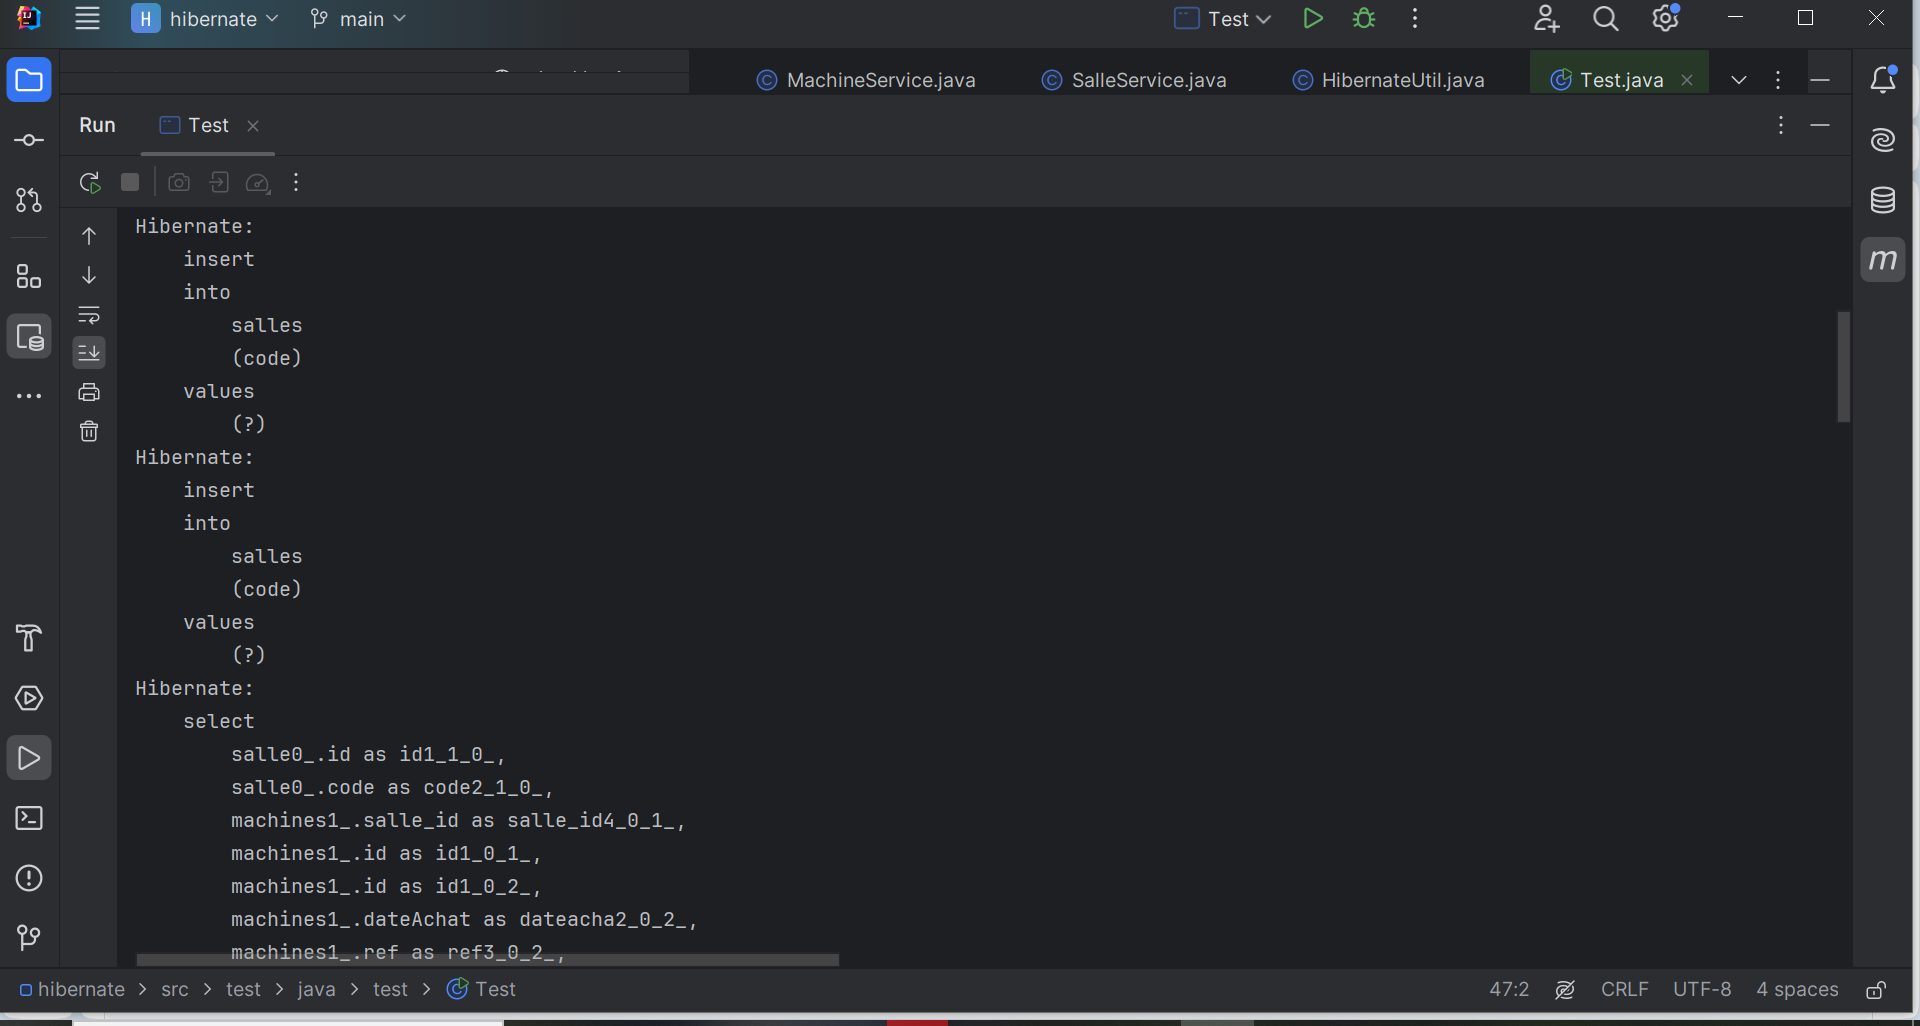 H hibernate main Test
MachineService.java SalleService.java HibernateUtil.java Test.java
Run Test
Hibernate:
    insert
    into
        salles
        (code)
    values
        (?)
Hibernate:
    insert
    into
        salles
        (code)
    values
        (?)
Hibernate:
    select
        salle0_.id as id1_1_0_,
        salle0_.code as code2_1_0_,
        machines1_.salle_id as salle_id4_0_1_,
        machines1_.id as id1_0_1_,
        machines1_.id as id1_0_2_,
        machines1_.dateAchat as dateacha2_0_2_,
        machines1_.ref as ref3_0_2_,
hibernate > src > test > java > test > Test 47:2 CRLF UTF-8 4 spaces